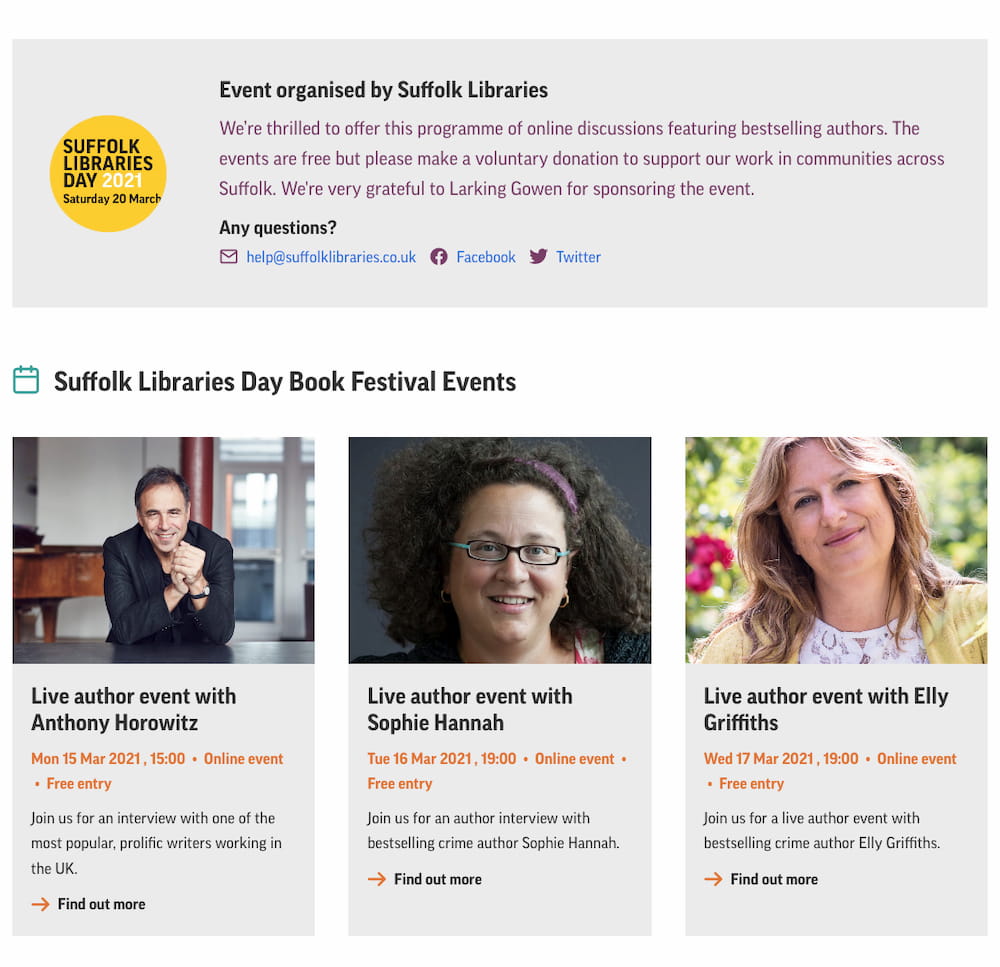 SUFFOLK
LIBRARIES
DAY 2021
Saturday 20 March
Event organised by Suffolk Libraries
We're thrilled to offer this programme of online discussions featuring bestselling authors. The
events are free but please make a voluntary donation to support our work in communities across
Suffolk. We're very grateful to Larking Gowen for sponsoring the event.
Any questions?
help@suffolklibraries.co.uk Facebook Twitter
Suffolk Libraries Day Book Festival Events
Live author event with
Anthony Horowitz
Mon 15 Mar 2021 , 15:00 • Online event
• Free entry
Join us for an interview with one of the
most popular, prolific writers working in
the UK.
Find out more
Live author event with
Sophie Hannah
Tue 16 Mar 2021 , 19:00 • Online event •
Free entry
Join us for an author interview with
bestselling crime author Sophie Hannah.
Find out more
Live author event with Elly
Griffiths
Wed 17 Mar 2021 , 19:00 • Online event
• Free entry
Join us for a live author event with
bestselling crime author Elly Griffiths.
Find out more